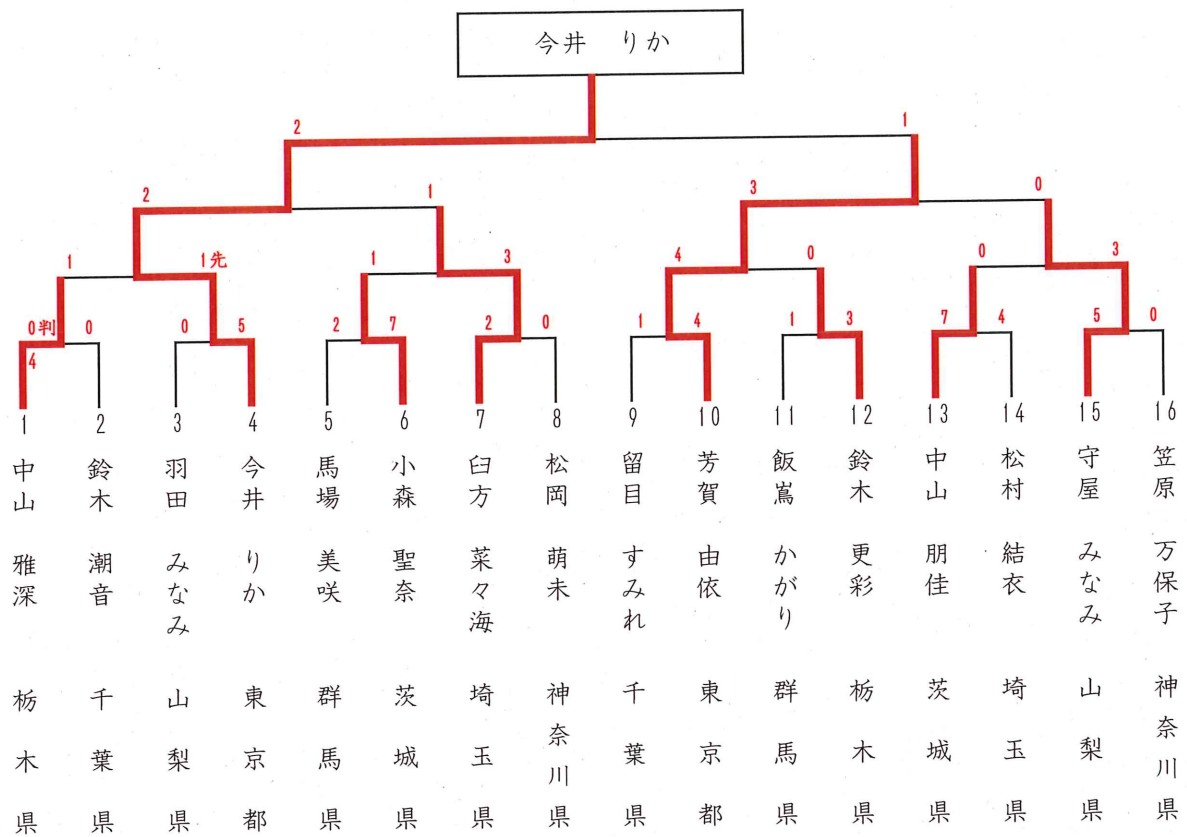 今井 りか
2 1
2 1 3 0
1 1先 1 3 4 0 0 3
0判 0 0 5 2 7 2 0 1 4 1 3 7 4 5 0
4
1 2 3 4 5 6 7 8 9 10 11 12 13 14 15 16
中山 雅深 栃木県
鈴木 潮音 千葉県
羽田 みなみ 山梨県
今井 りか 東京都
馬場 美咲 群馬県
小森 聖奈 茨城県
臼方 菜々海 埼玉県
松岡 萌未 神奈川県
留目 すみれ 千葉県
芳賀 由依 東京都
飯嶌 かがり 群馬県
鈴木 更彩 栃木県
中山 朋佳 茨城県
松村 結衣 埼玉県
守屋 みなみ 山梨県
笠原 万保子 神奈川県